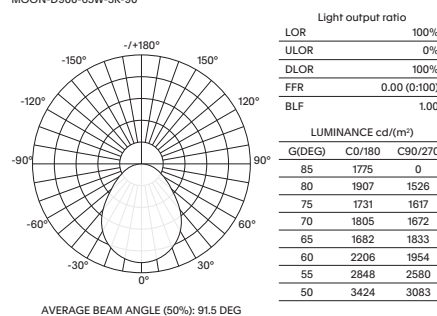 -/+180°
-150°
150°
-120°
120°
-90°
90°
-60°
60°
-30°
30°
0°
AVERAGE BEAM ANGLE (50%): 91.5 DEG
Light output ratio
LOR 100%
ULOR 0%
DLOR 100%
FFR 0.00 (0:100)
BLF 1.00
LUMINANCE cd/(m²)
G(DEG) C0/180 C90/270
85 1775 0
80 1907 1526
75 1731 1617
70 1805 1672
65 1682 1833
60 2206 1954
55 2848 2580
50 3424 3083